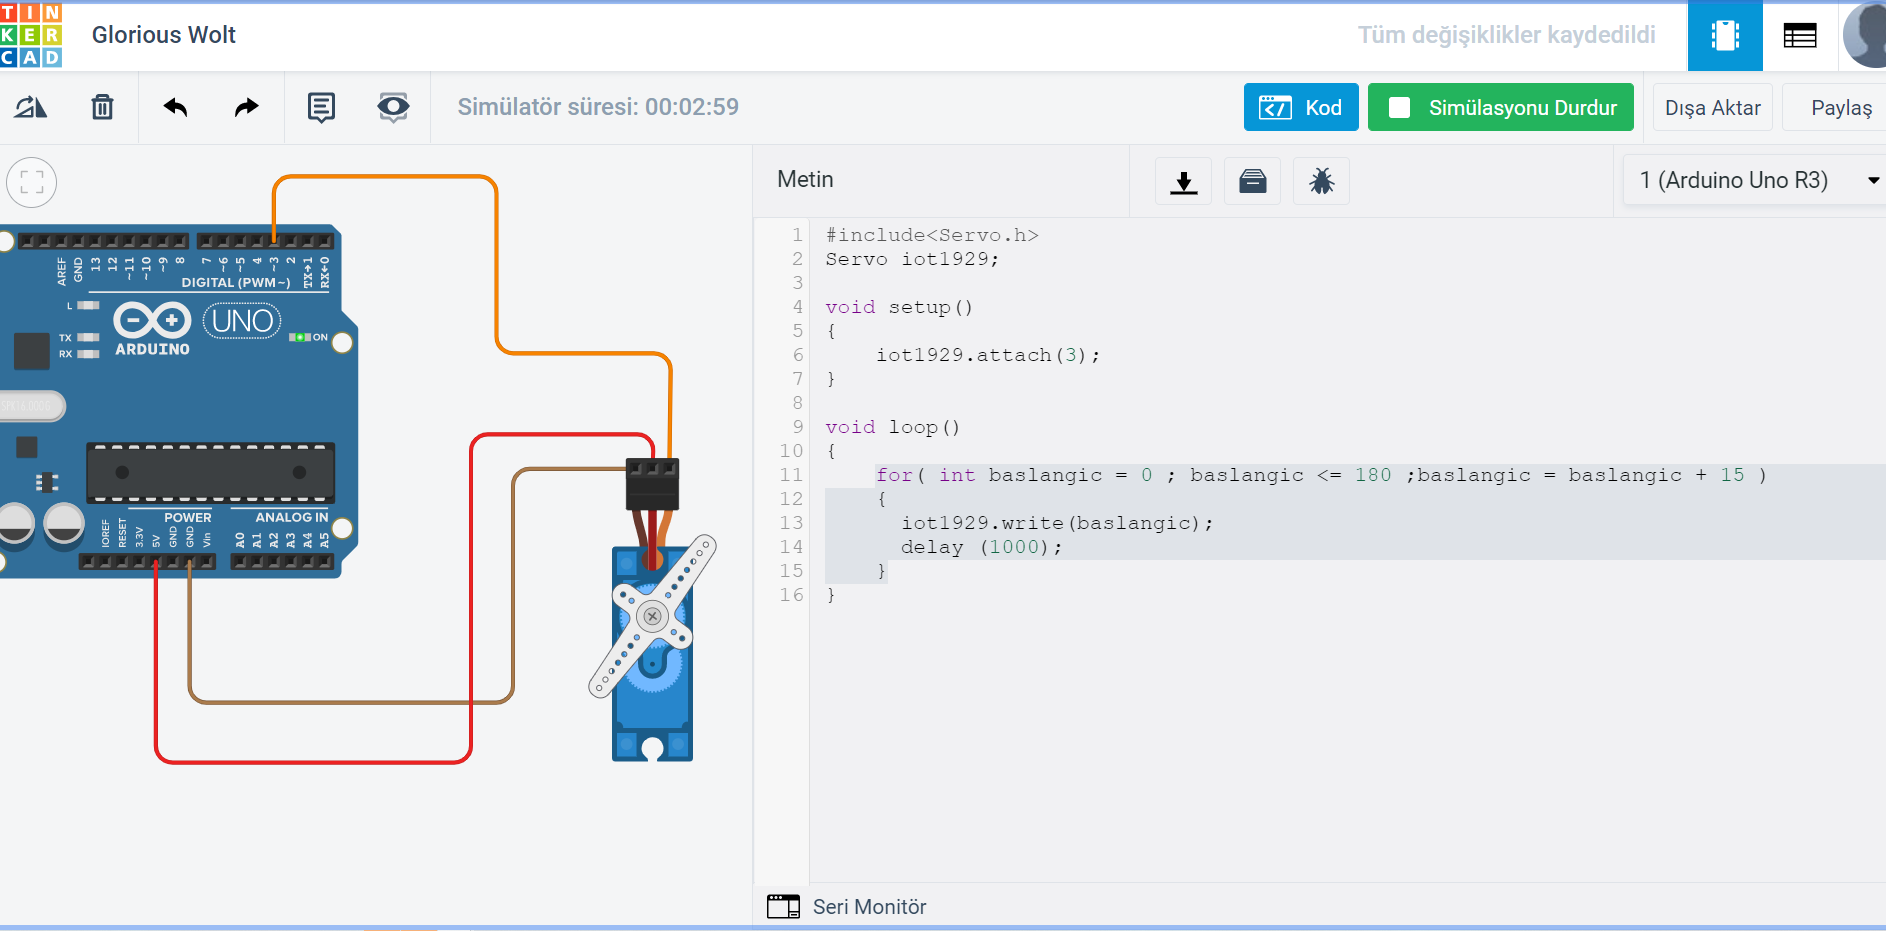 TIN
KER
CAD
Glorious Wolt
Tüm değişiklikler kaydedildi
Simülatör süresi: 00:02:59
Kod
Simülasyonu Durdur
Dışa Aktar
Paylaş
Metin
1 (Arduino Uno R3)
AREF
GND
13
12
~11
~10
~9
8
7
~6
~5
4
~3
2
TX→1
RX←0
DIGITAL (PWM~)
L
TX
RX
ARDUINO
UNO
ON
POWER
ANALOG IN
IOREF
RESET
3.3V
5V
GND
GND
Vin
A0
A1
A2
A3
A4
A5
1 #include<Servo.h>
2 Servo iot1929;
3
4 void setup()
5 {
6 iot1929.attach(3);
7 }
8
9 void loop()
10 {
11 for( int baslangic = 0 ; baslangic <= 180 ;baslangic = baslangic + 15 )
12 {
13 iot1929.write(baslangic);
14 delay (1000);
15 }
16 }
Seri Monitör